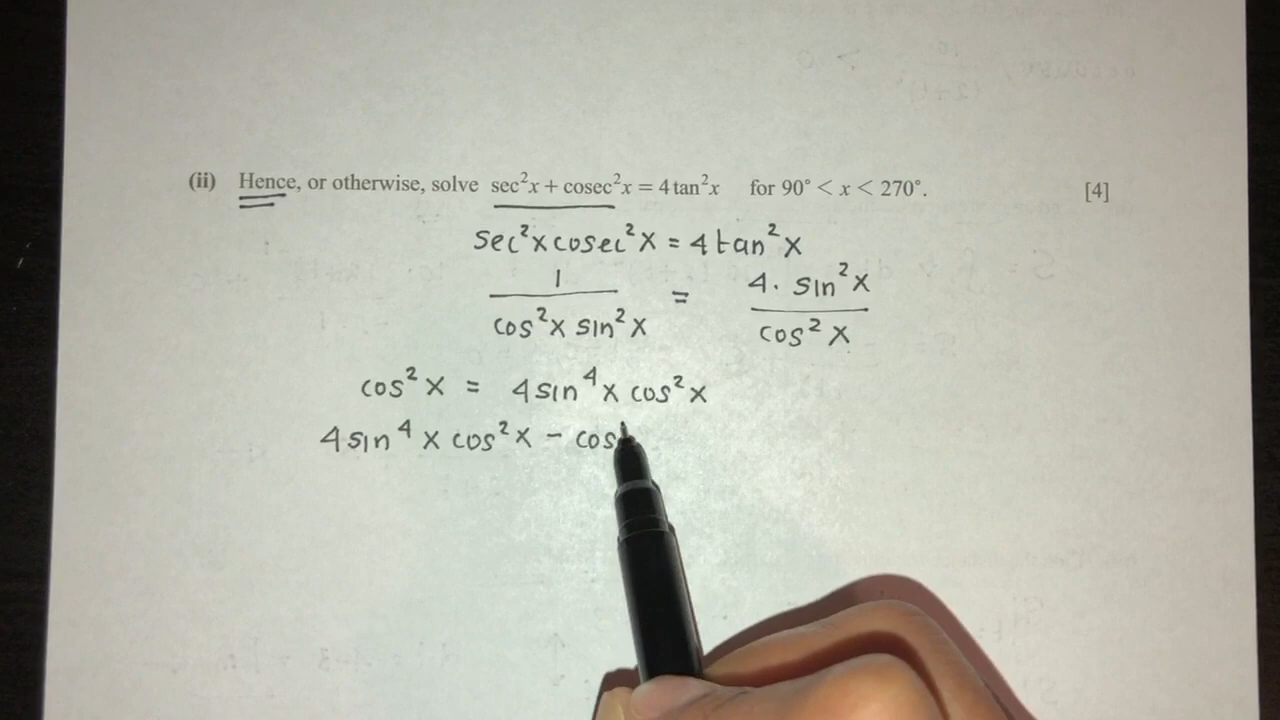 (ii) Hence, or otherwise, solve sec²x + cosec²x = 4 tan²x for 90° < x < 270°. [4]
sec²x cosec²x = 4 tan²x
1/(cos²x sin²x) = 4. sin²x/cos²x
cos²x = 4 sin⁴x cos²x
4 sin⁴x cos²x - cos